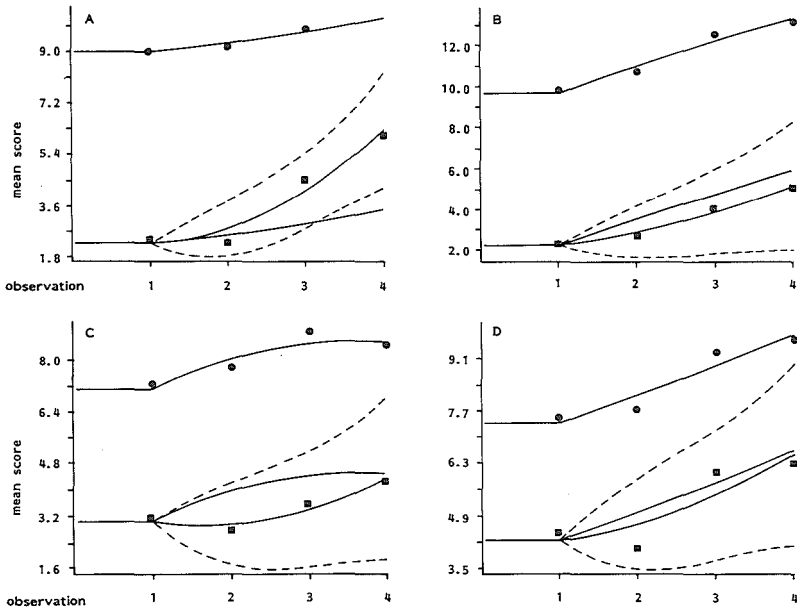 A
9.0
7.2
5.4
3.6
1.8
mean score
observation 1 2 3 4
B
12.0
10.0
8.0
6.0
4.0
2.0
1 2 3 4
C
8.0
6.4
4.8
3.2
1.6
mean score
observation 1 2 3 4
D
9.1
7.7
6.3
4.9
3.5
1 2 3 4